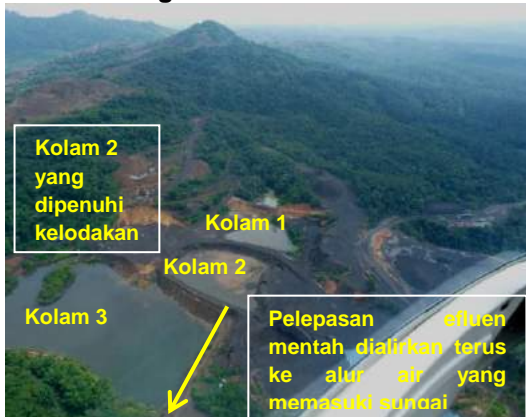 Kolam 2
yang
dipenuhi
kelodakan
Kolam 1
Kolam 2
Kolam 3
Pelepasan efluen
mentah dialirkan terus
ke alur air yang
memasuki sungai